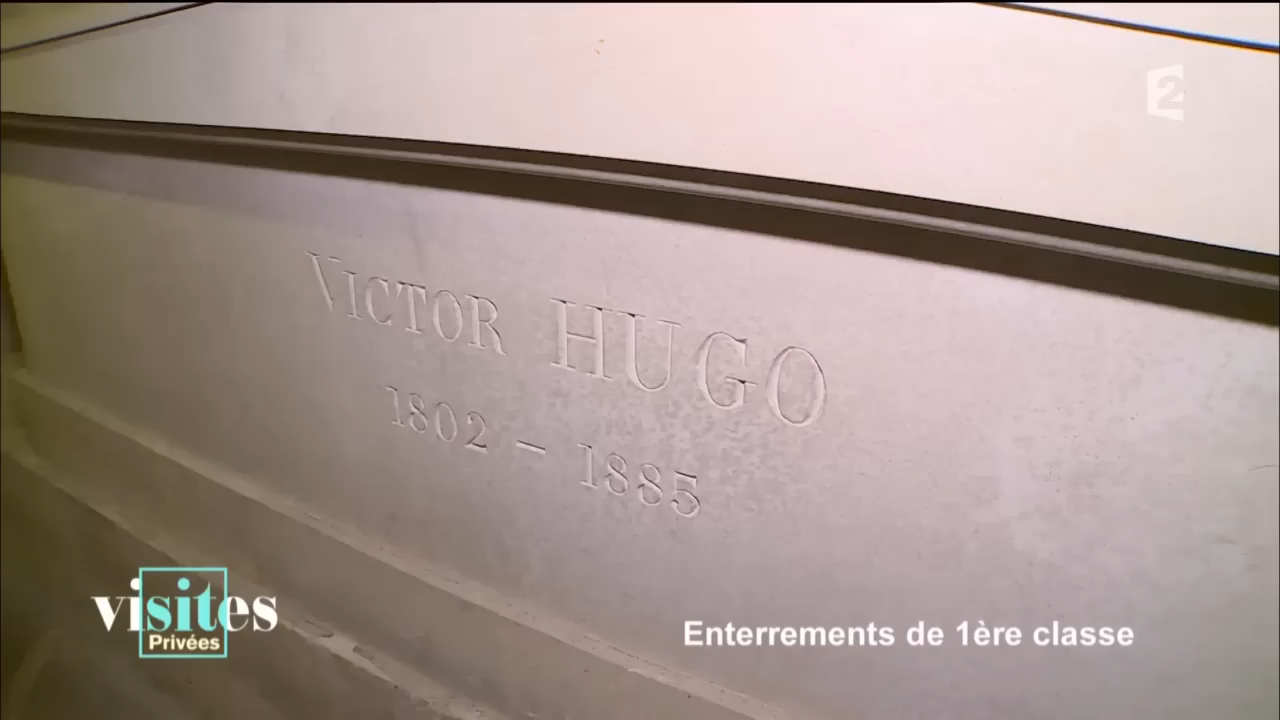 2
VICTOR HUGO
1802 – 1885
visites
Privées
Enterrements de 1ère classe